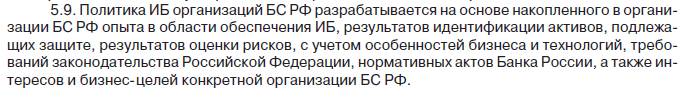 5.9. Политика ИБ организаций БС РФ разрабатывается на основе накопленного в органи-
зации БС РФ опыта в области обеспечения ИБ, результатов идентификации активов, подлежа-
щих защите, результатов оценки рисков, с учетом особенностей бизнеса и технологий, требо-
ваний законодательства Российской Федерации, нормативных актов Банка России, а также ин-
тересов и бизнес-целей конкретной организации БС РФ.